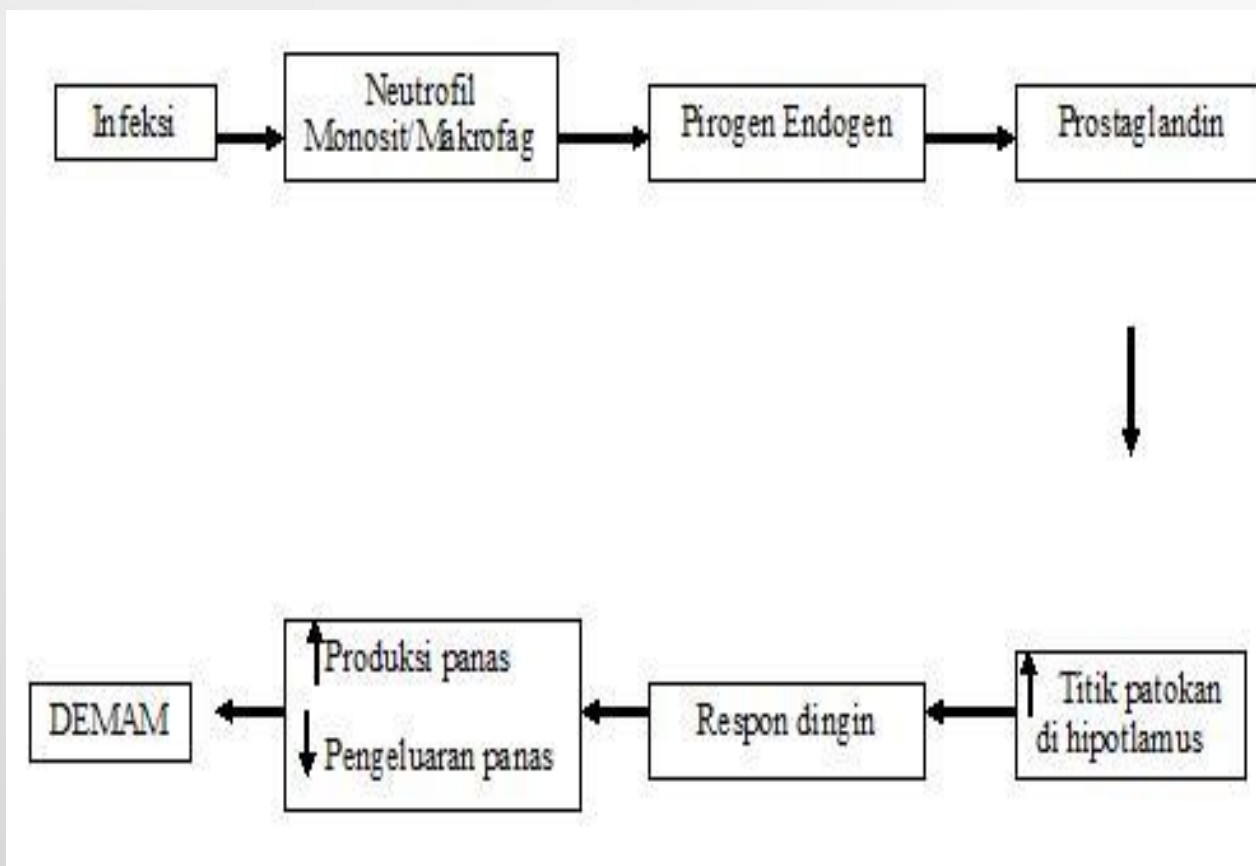 Infeksi
Neutrofil
Monosit/Makrofag
Pirogen Endogen
Prostaglandin
Titik patokan
di hipotlamus
Respon dingin
Produksi panas
Pengeluaran panas
DEMAM